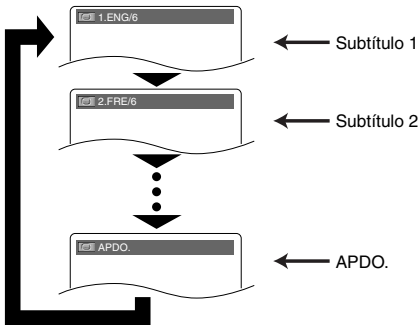 1.ENG/6
Subtítulo 1
2.FRE/6
Subtítulo 2
APDO.
APDO.